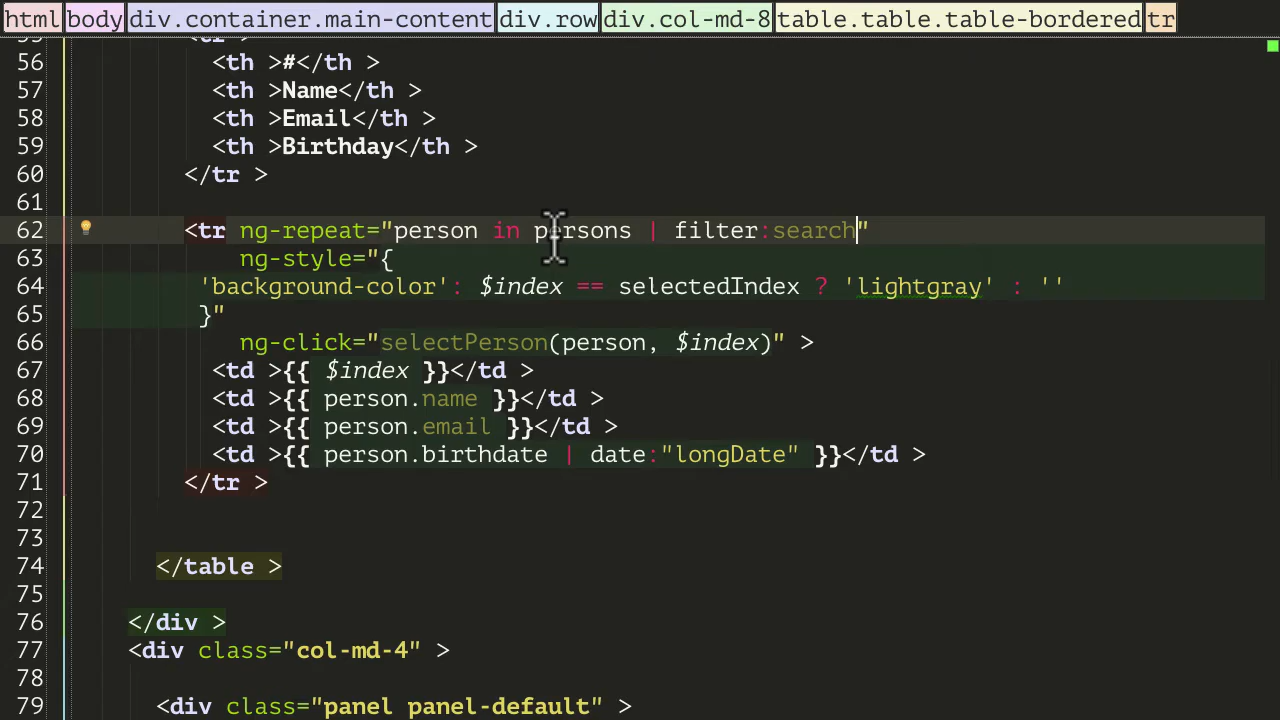 html body div.container.main-content div.row div.col-md-8 table.table.table-bordered tr
56 <th >#</th >
57 <th >Name</th >
58 <th >Email</th >
59 <th >Birthday</th >
60 </tr >
61
62 <tr ng-repeat="person in persons | filter:search"
63 ng-style="{
64 'background-color': $index == selectedIndex ? 'lightgray' : ''
65 }"
66 ng-click="selectPerson(person, $index)" >
67 <td >{{ $index }}</td >
68 <td >{{ person.name }}</td >
69 <td >{{ person.email }}</td >
70 <td >{{ person.birthdate | date:"longDate" }}</td >
71 </tr >
72
73
74 </table >
75
76 </div >
77 <div class="col-md-4" >
78
79 <div class="panel panel-default" >